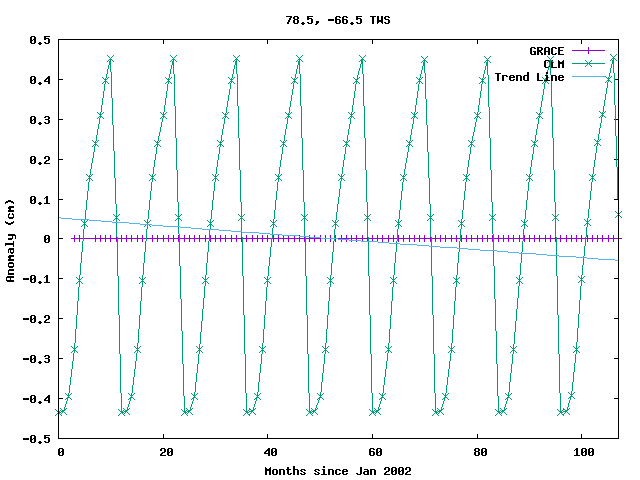 78.5, -66.5 TWS
GRACE
CLM
Trend Line
0.5
0.4
0.3
0.2
0.1
0
-0.1
-0.2
-0.3
-0.4
-0.5
Anomaly (cm)
0 20 40 60 80 100
Months since Jan 2002